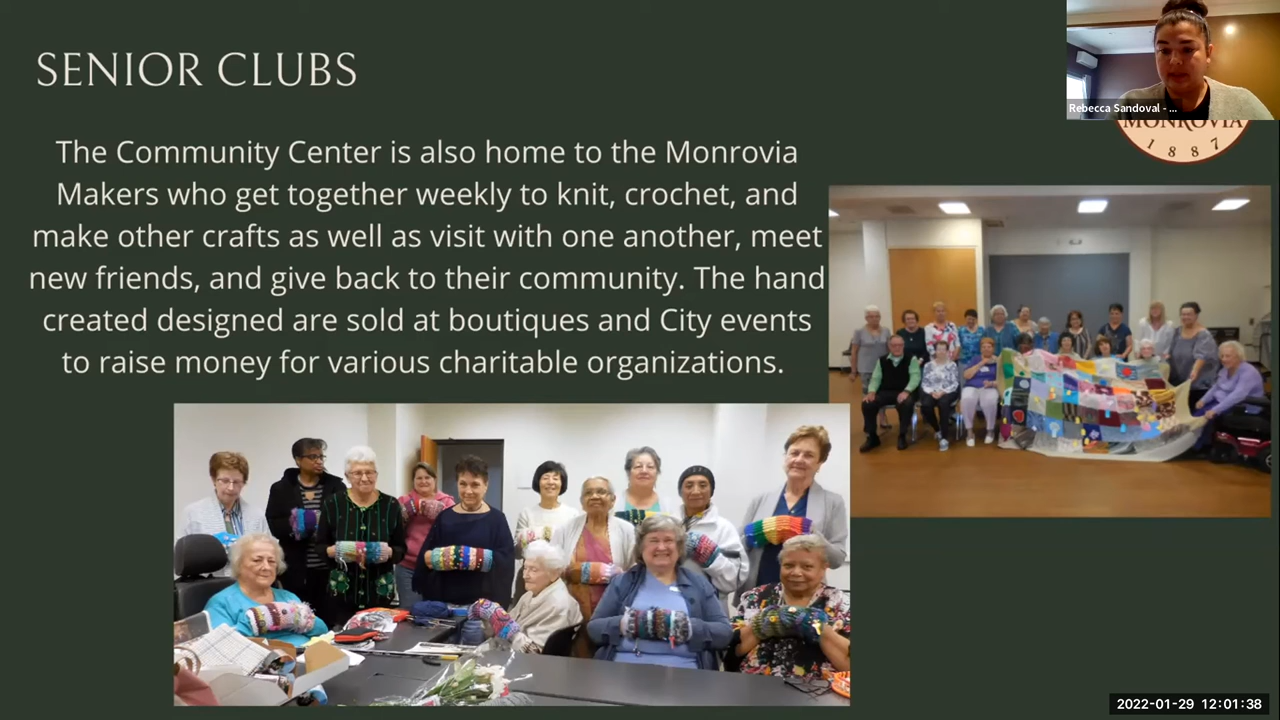 SENIOR CLUBS
Rebecca Sandoval - ...
MONROVIA
1887
The Community Center is also home to the Monrovia
Makers who get together weekly to knit, crochet, and
make other crafts as well as visit with one another, meet
new friends, and give back to their community. The hand
created designed are sold at boutiques and City events
to raise money for various charitable organizations.
2022-01-29 12:01:38